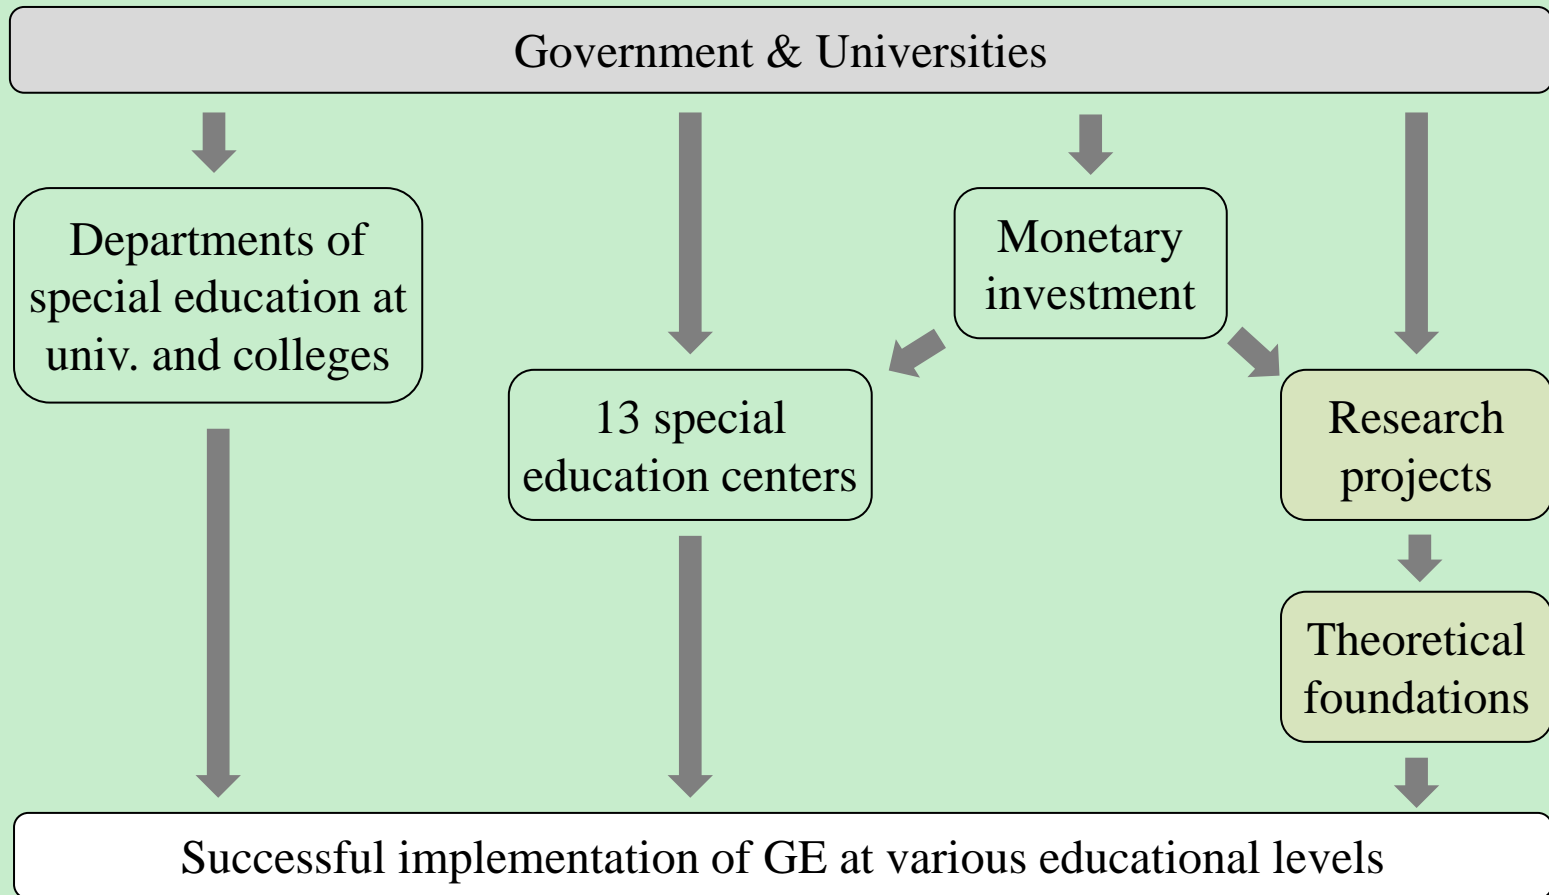 Government & Universities
Departments of
special education at
univ. and colleges
Monetary
investment
13 special
education centers
Research
projects
Theoretical
foundations
Successful implementation of GE at various educational levels